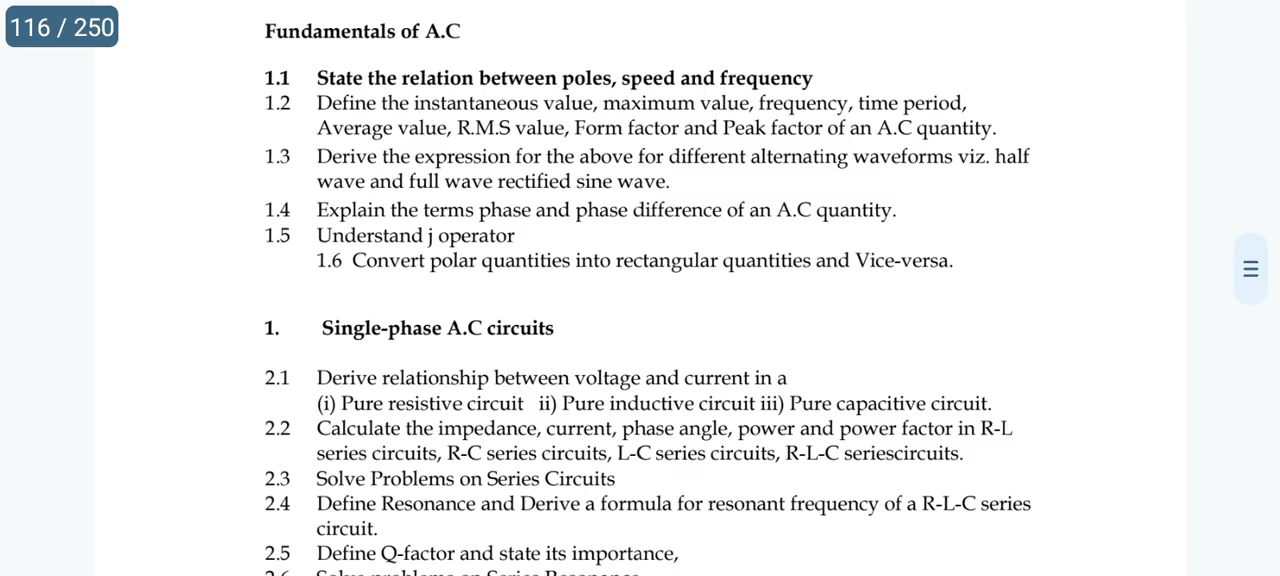 116 / 250
Fundamentals of A.C
1.1 State the relation between poles, speed and frequency
1.2 Define the instantaneous value, maximum value, frequency, time period,
Average value, R.M.S value, Form factor and Peak factor of an A.C quantity.
1.3 Derive the expression for the above for different alternating waveforms viz. half
wave and full wave rectified sine wave.
1.4 Explain the terms phase and phase difference of an A.C quantity.
1.5 Understand j operator
1.6 Convert polar quantities into rectangular quantities and Vice-versa.
1. Single-phase A.C circuits
2.1 Derive relationship between voltage and current in a
(i) Pure resistive circuit ii) Pure inductive circuit iii) Pure capacitive circuit.
2.2 Calculate the impedance, current, phase angle, power and power factor in R-L
series circuits, R-C series circuits, L-C series circuits, R-L-C seriescircuits.
2.3 Solve Problems on Series Circuits
2.4 Define Resonance and Derive a formula for resonant frequency of a R-L-C series
circuit.
2.5 Define Q-factor and state its importance,